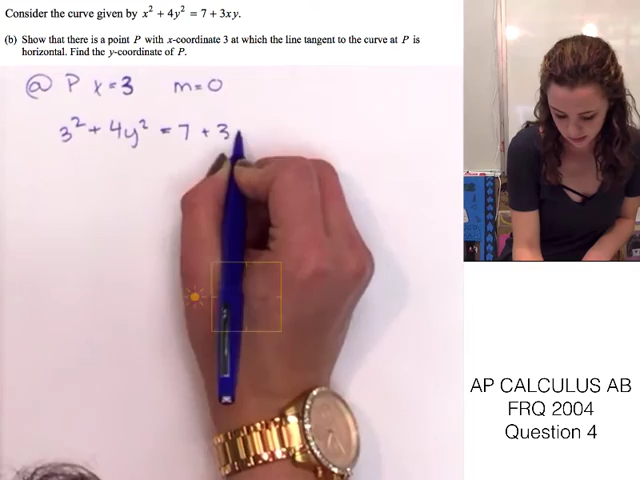 Consider the curve given by x² + 4y² = 7 + 3xy.
(b) Show that there is a point P with x-coordinate 3 at which the line tangent to the curve at P is
horizontal. Find the y-coordinate of P.
@ P x = 3 m = 0
3² + 4y² = 7 + 3
AP CALCULUS AB
FRQ 2004
Question 4